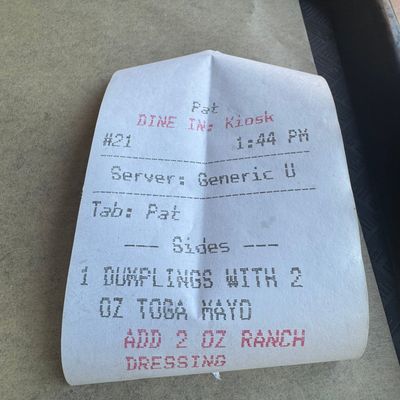 Pat
DINE IN: Kiosk
#21 1:44 PM
Server: Generic U
Tab: Pat
--- Sides ---
1 DUMPLINGS WITH 2
OZ TOGA MAYO
ADD 2 OZ RANCH
DRESSING